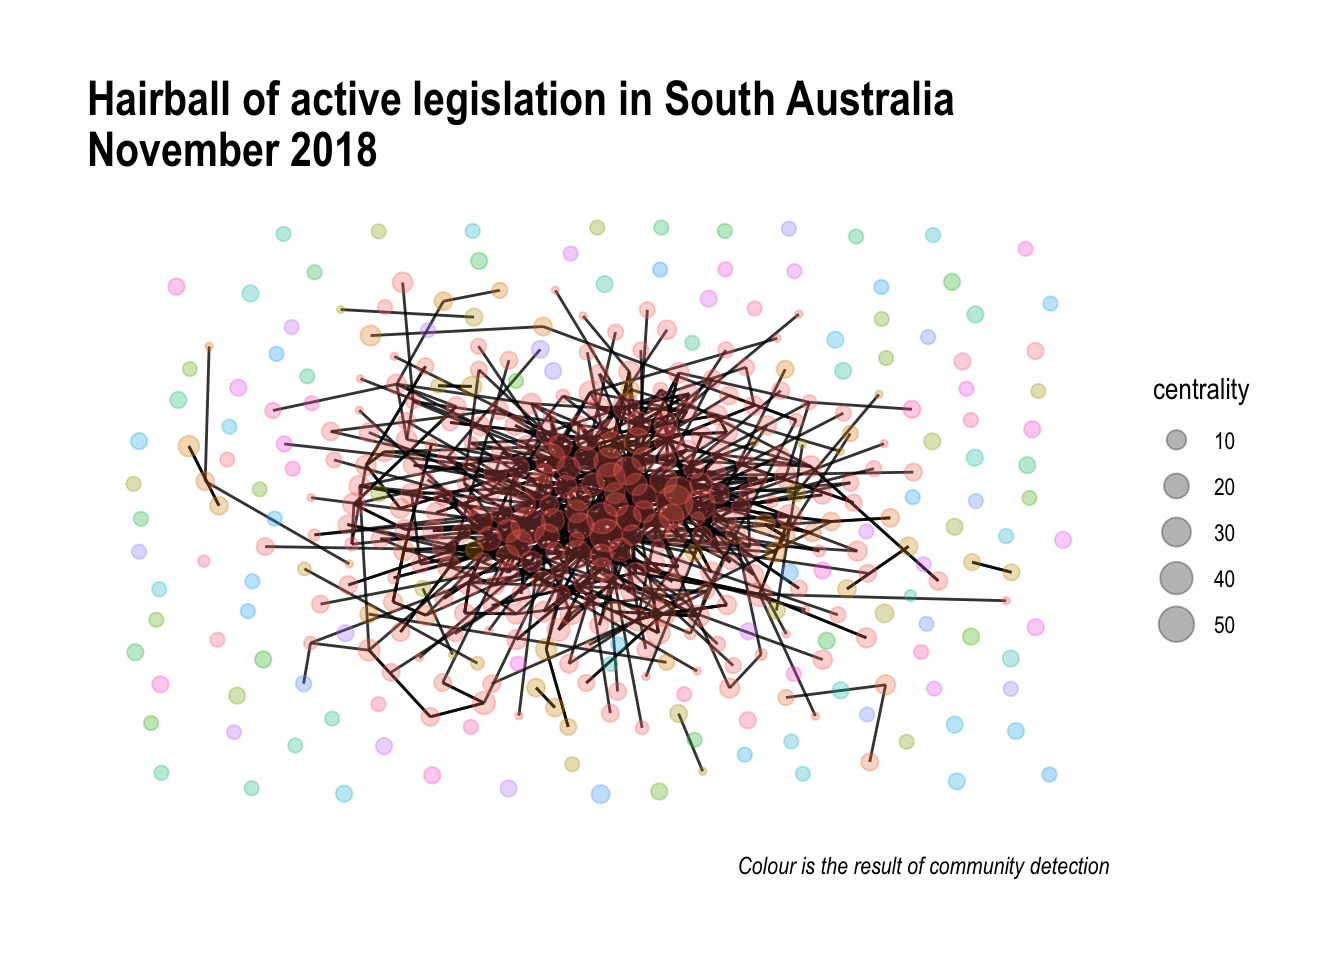 Hairball of active legislation in South Australia
November 2018
centrality
10
20
30
40
50
Colour is the result of community detection